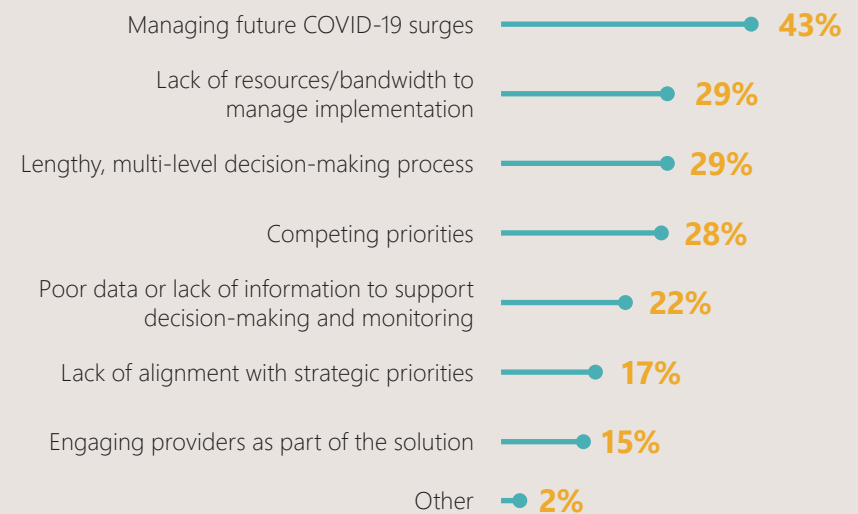 Managing future COVID-19 surges 43%
Lack of resources/bandwidth to
manage implementation 29%
Lengthy, multi-level decision-making process 29%
Competing priorities 28%
Poor data or lack of information to support
decision-making and monitoring 22%
Lack of alignment with strategic priorities 17%
Engaging providers as part of the solution 15%
Other 2%